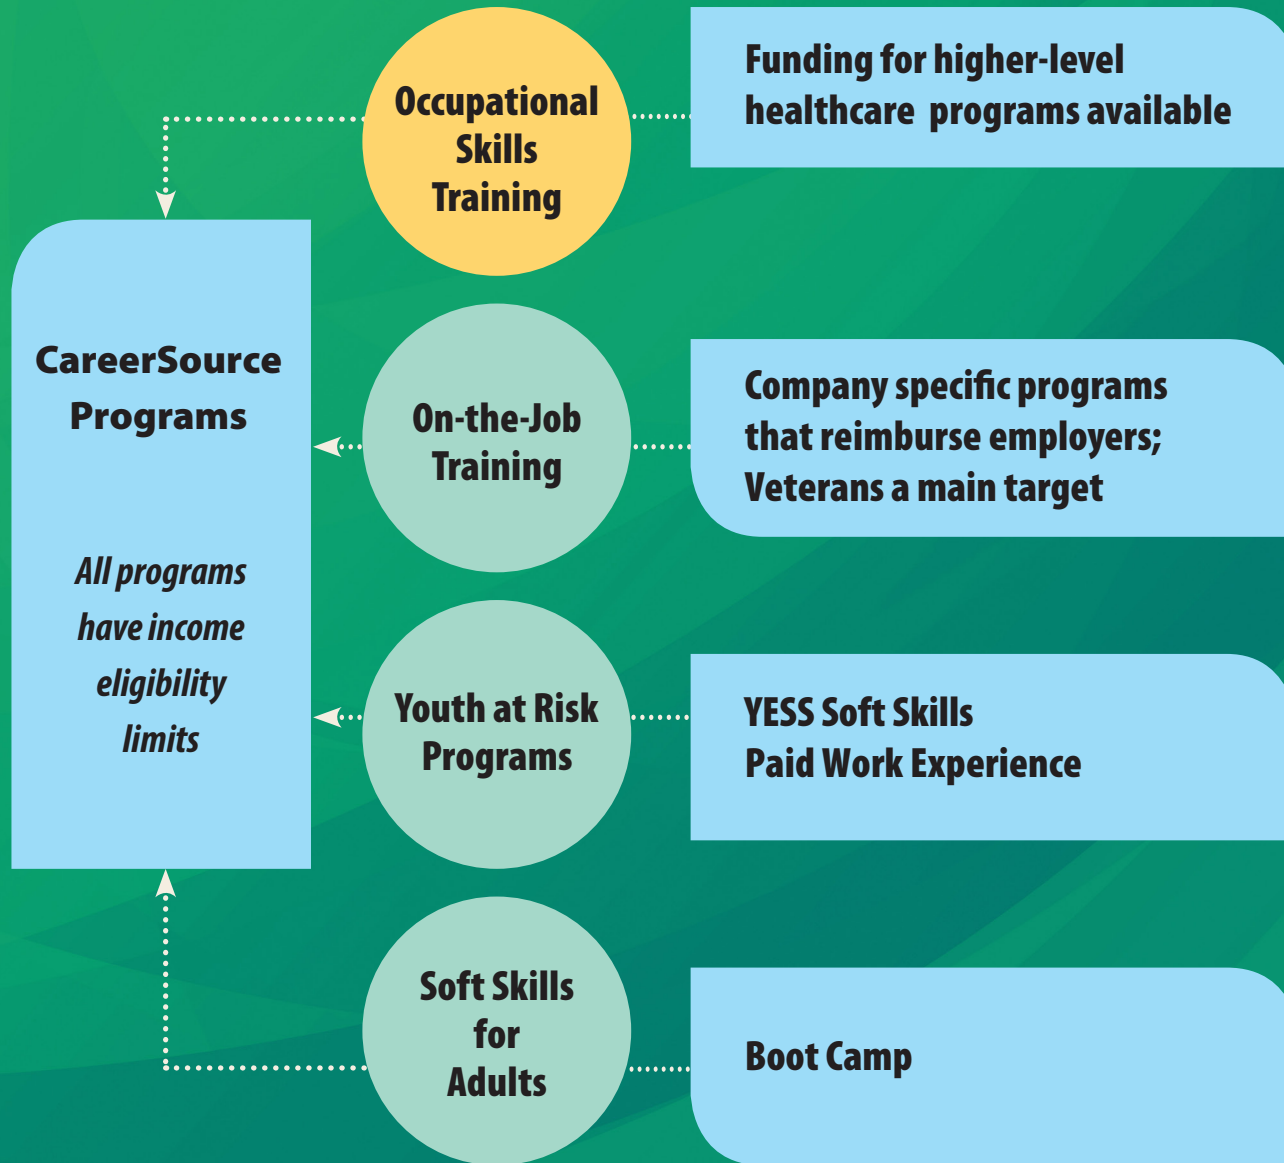 Occupational
Skills
Training
Funding for higher-level
healthcare programs available
CareerSource
Programs
All programs
have income
eligibility
limits
On-the-Job
Training
Company specific programs
that reimburse employers;
Veterans a main target
Youth at Risk
Programs
YESS Soft Skills
Paid Work Experience
Soft Skills
for
Adults
Boot Camp